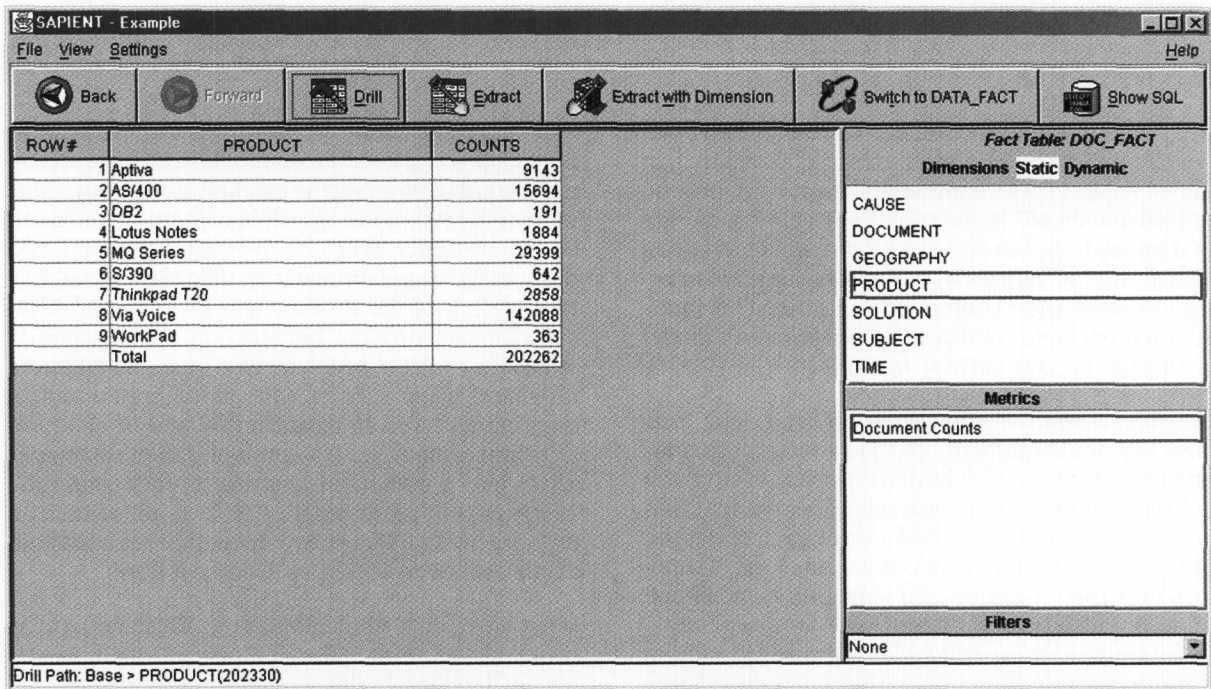 SAPIENT - Example
File View Settings Help
Back Forward Drill Extract Extract with Dimension Switch to DATA_FACT Show SQL
ROW # PRODUCT COUNTS
1 Aptiva 9143
2 AS/400 15694
3 DB2 191
4 Lotus Notes 1884
5 MQ Series 29399
6 S/390 642
7 Thinkpad T20 2858
8 Via Voice 142088
9 WorkPad 363
Total 202262
Fact Table: DOC_FACT
Dimensions Static Dynamic
CAUSE
DOCUMENT
GEOGRAPHY
PRODUCT
SOLUTION
SUBJECT
TIME
Metrics
Document Counts
Filters
None
Drill Path: Base > PRODUCT(202330)